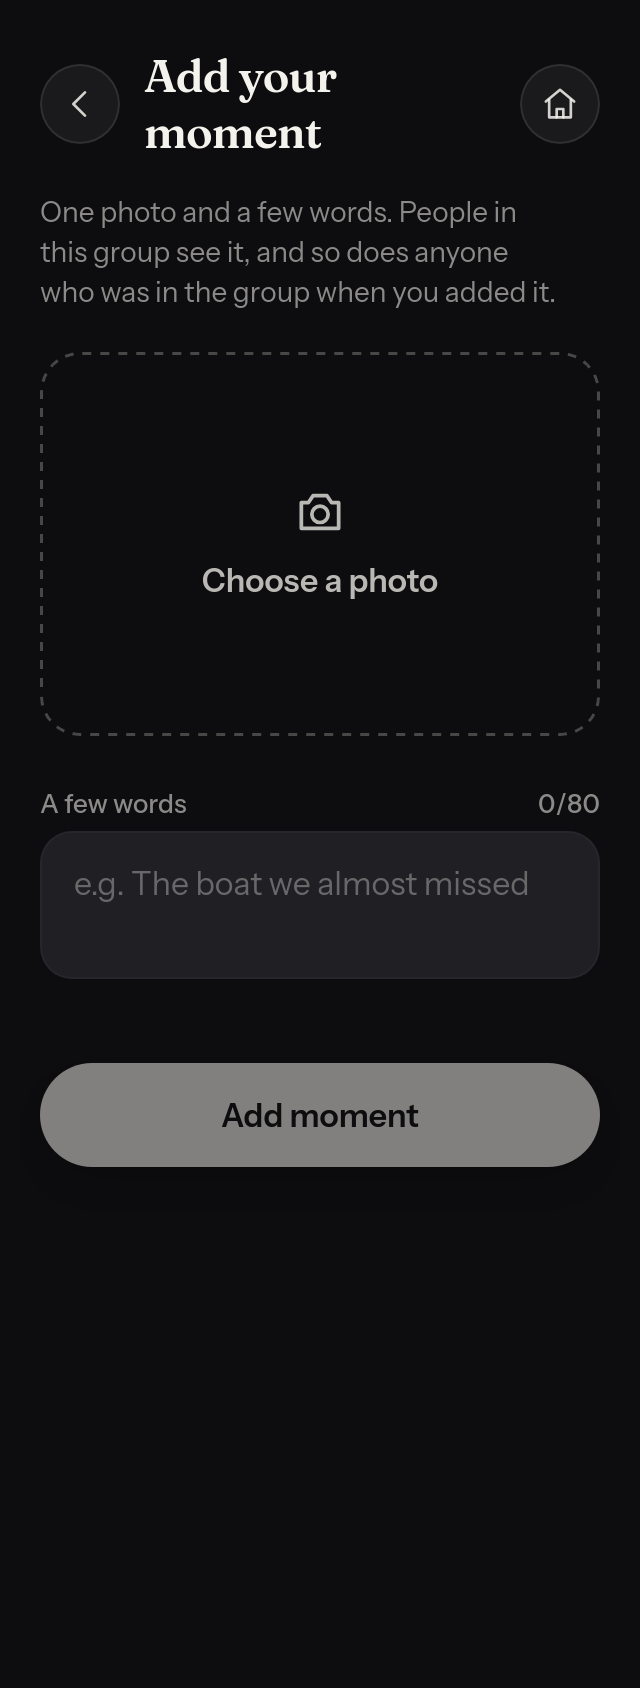 Add your
moment
One photo and a few words. People in
this group see it, and so does anyone
who was in the group when you added it.
Choose a photo
A few words 0/80
e.g. The boat we almost missed
Add moment